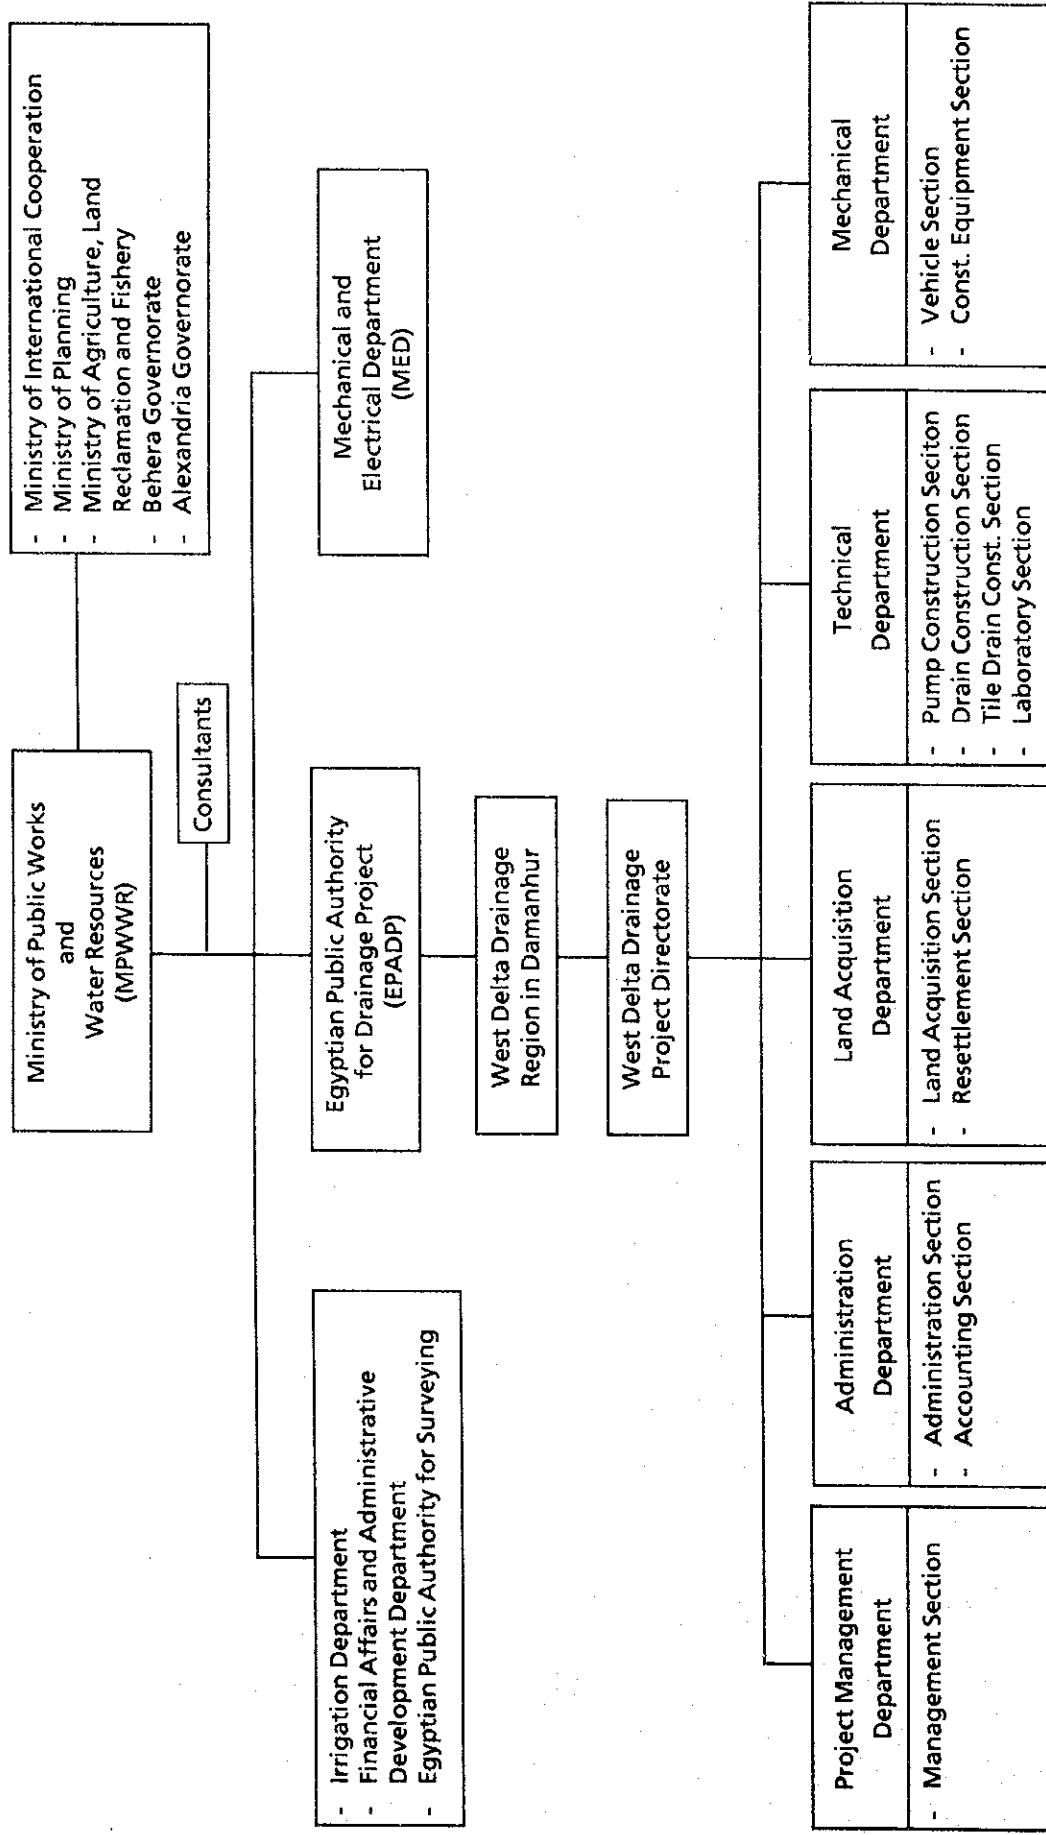 Ministry of Public Works
and
Water Resources
(MPWWR)
- Ministry of International Cooperation
- Ministry of Planning
- Ministry of Agriculture, Land
Reclamation and Fishery
- Behera Governorate
- Alexandria Governorate
Consultants
- Irrigation Department
- Financial Affairs and Administrative
Development Department
- Egyptian Public Authority for Surveying
Egyptian Public Authority
for Drainage Project
(EPADP)
Mechanical and
Electrical Department
(MED)
West Delta Drainage
Region in Damanhur
West Delta Drainage
Project Directorate
Project Management
Department
- Management Section
Administration
Department
- Administration Section
- Accounting Section
Land Acquisition
Department
- Land Acquisition Section
- Resettlement Section
Technical
Department
- Pump Construction Seciton
- Drain Construction Section
- Tile Drain Const. Section
- Laboratory Section
Mechanical
Department
- Vehicle Section
- Const. Equipment Section